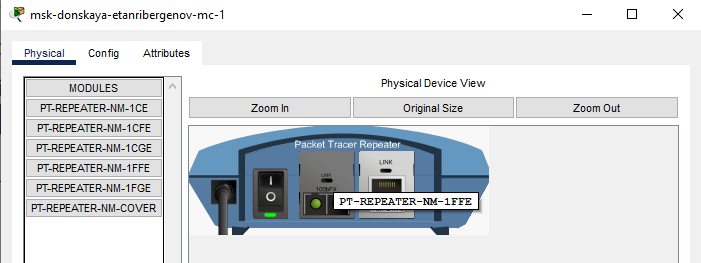 msk-donskaya-etanribergenov-mc-1
Physical Config Attributes
MODULES
PT-REPEATER-NM-1CE
PT-REPEATER-NM-1CFE
PT-REPEATER-NM-1CGE
PT-REPEATER-NM-1FFE
PT-REPEATER-NM-1FGE
PT-REPEATER-NM-COVER
Physical Device View
Zoom In Original Size Zoom Out
Packet Tracer Repeater
LINK
LINK
100bFX
PT-REPEATER-NM-1FFE